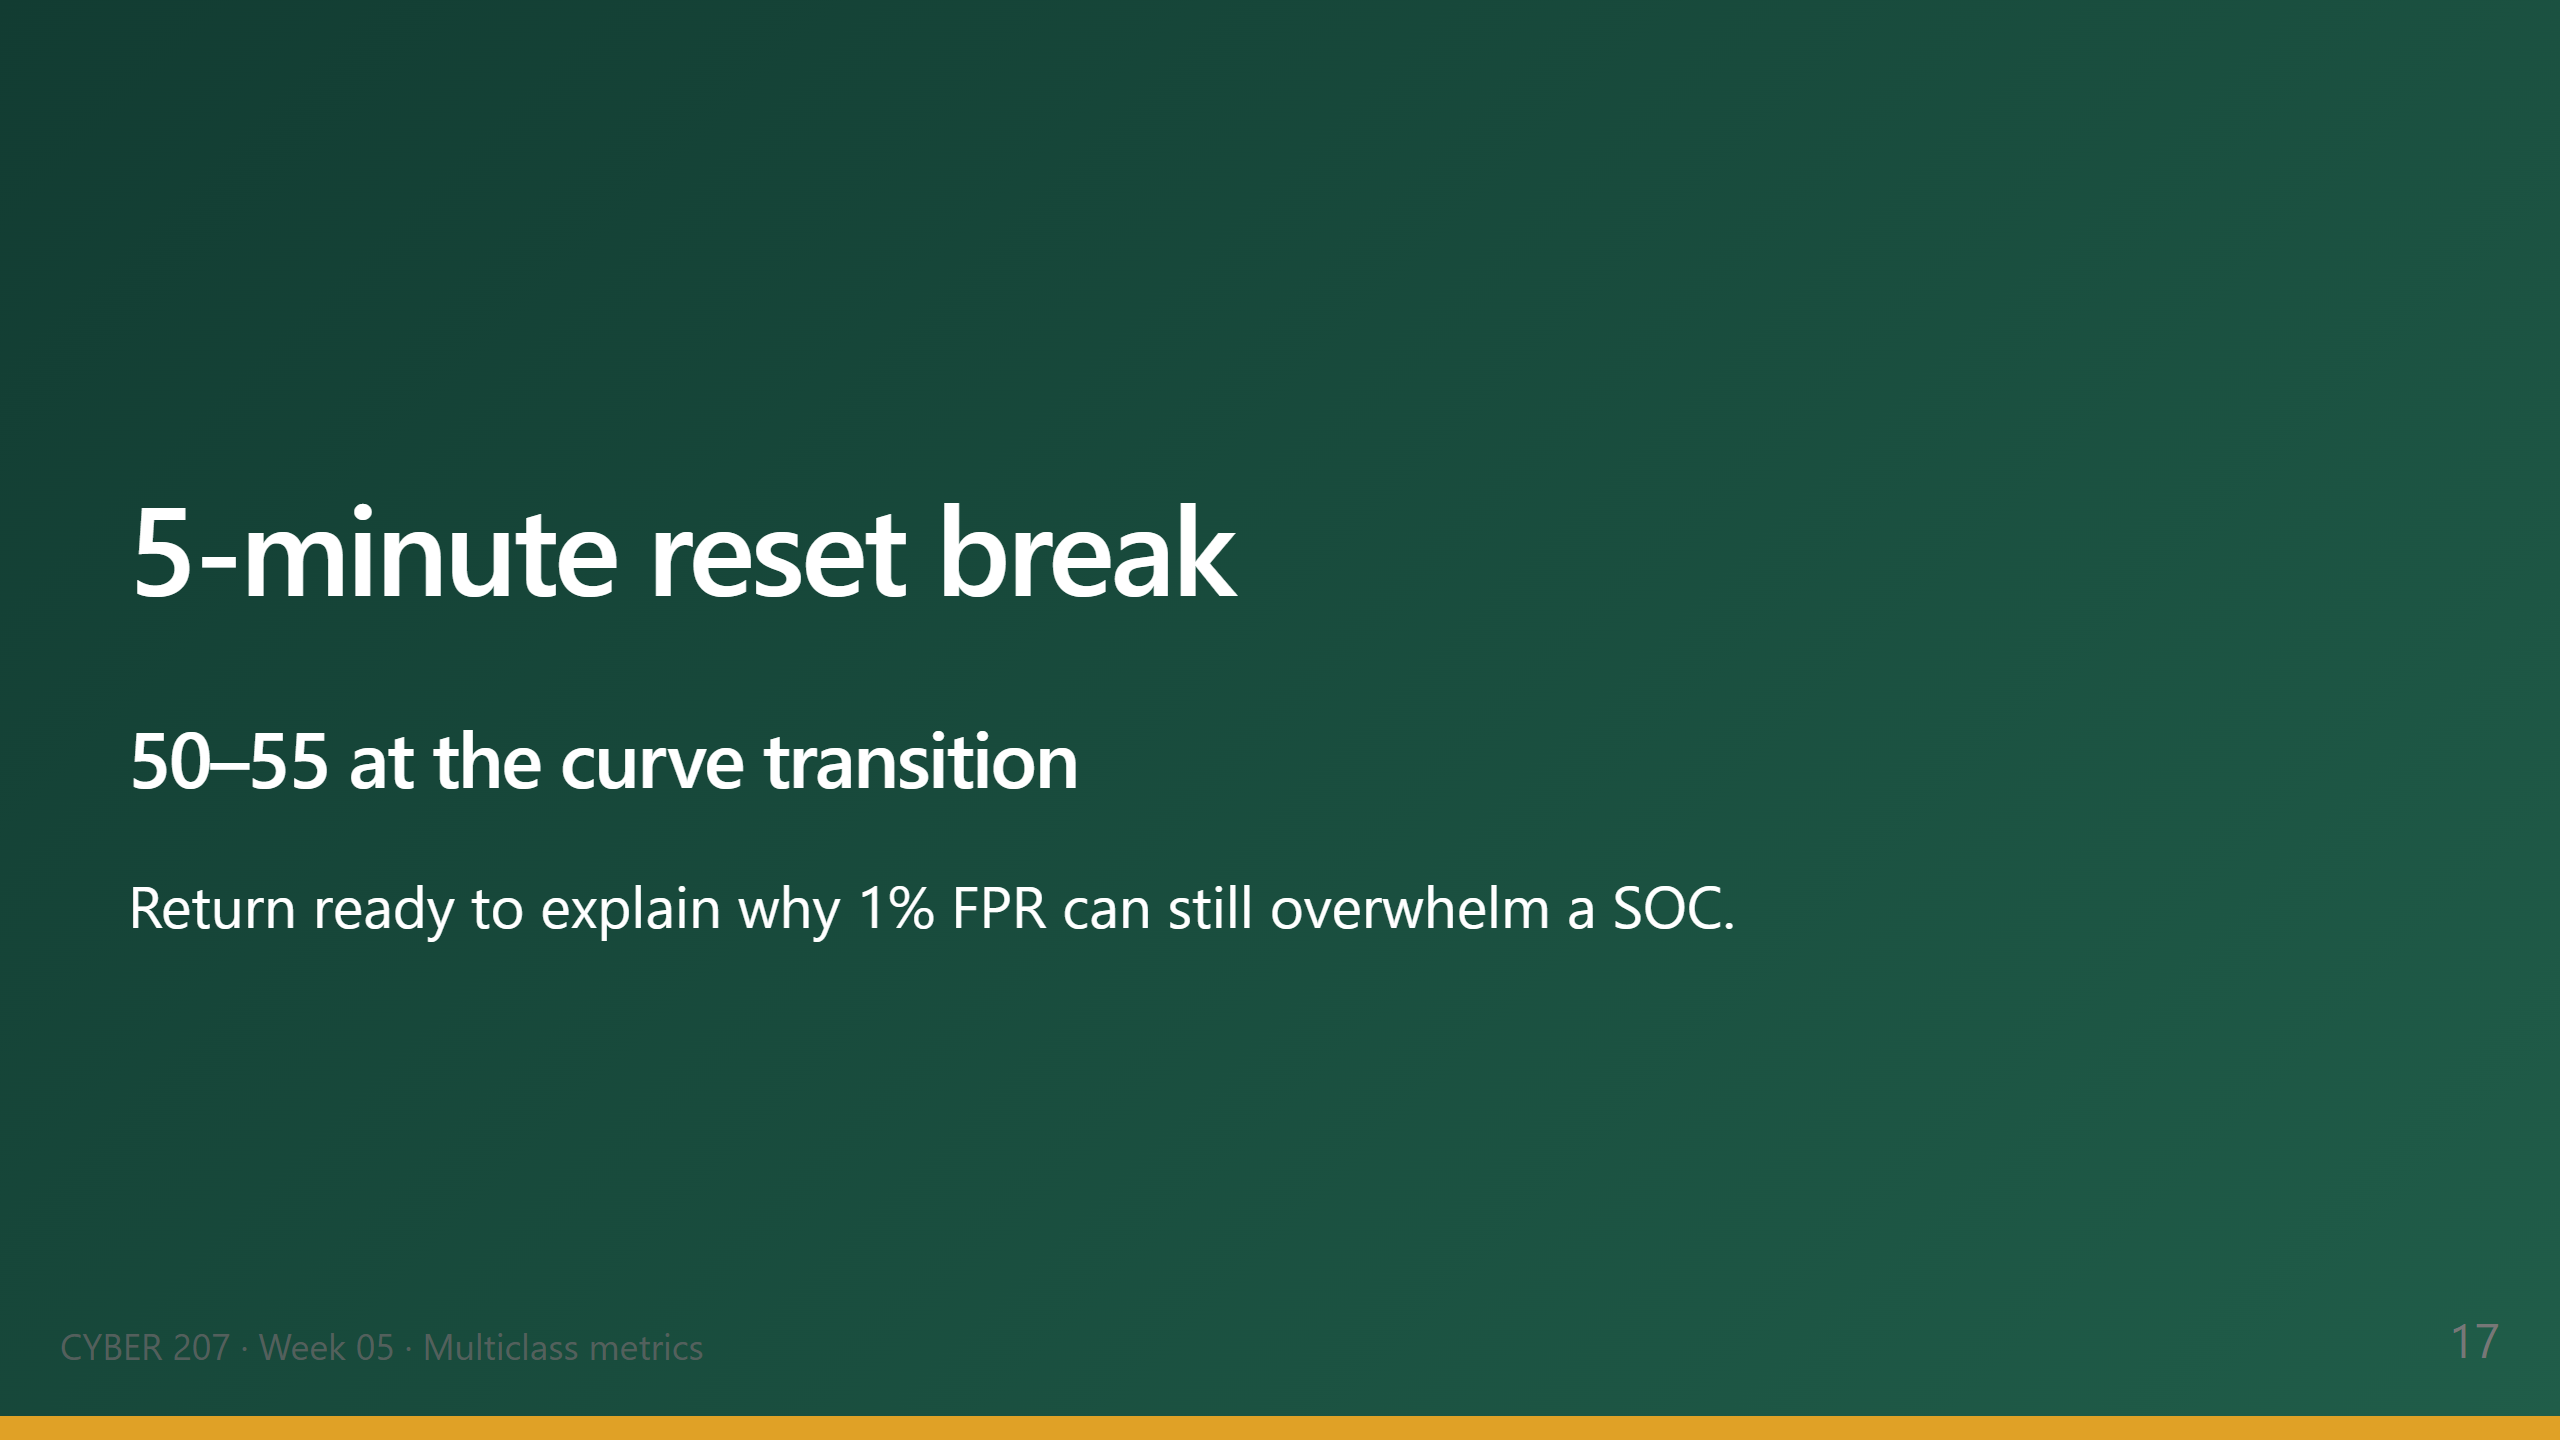 5-minute reset break
50–55 at the curve transition
Return ready to explain why 1% FPR can still overwhelm a SOC.
CYBER 207 · Week 05 · Multiclass metrics
17